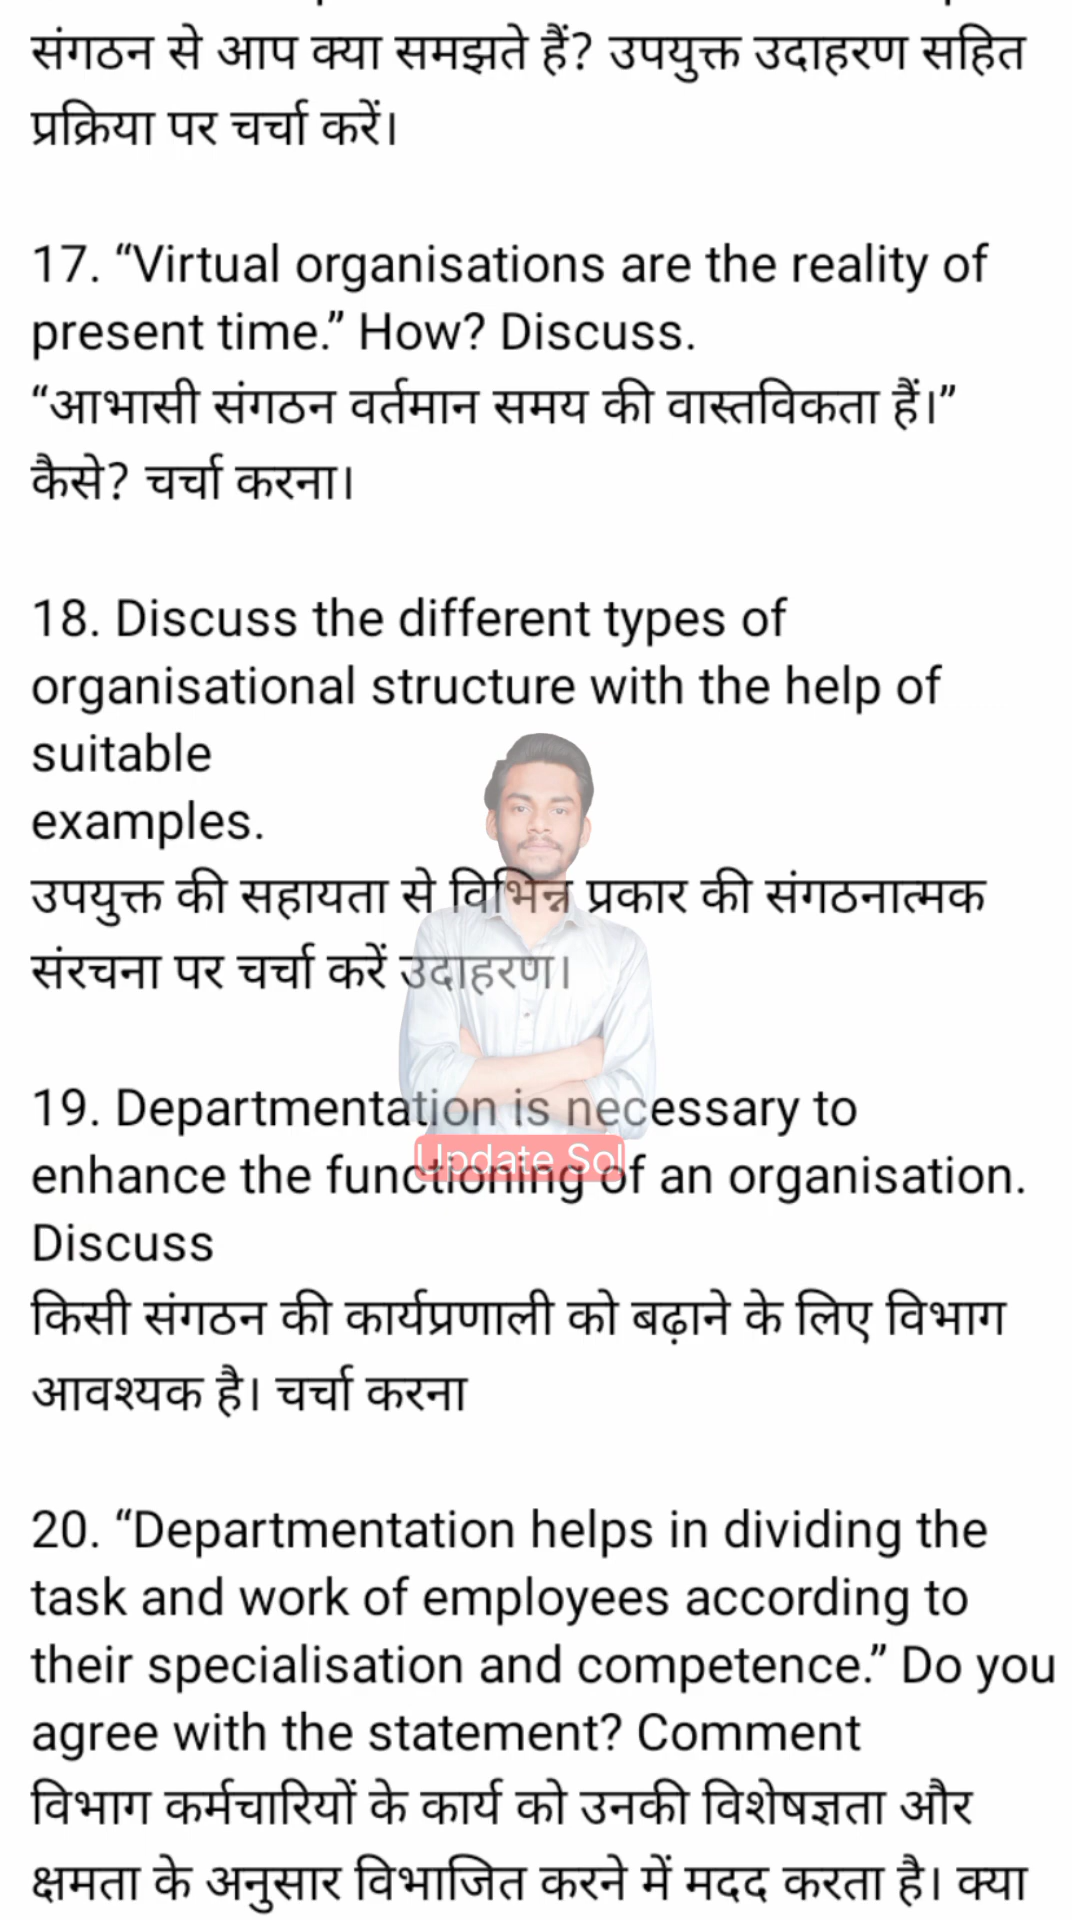 संगठन से आप क्या समझते हैं? उपयुक्त उदाहरण सहित
प्रक्रिया पर चर्चा करें।
17. “Virtual organisations are the reality of
present time.” How? Discuss.
“आभासी संगठन वर्तमान समय की वास्तविकता हैं।”
कैसे? चर्चा करना।
18. Discuss the different types of
organisational structure with the help of
suitable
examples.
उपयुक्त की सहायता से विभिन्न प्रकार की संगठनात्मक
संरचना पर चर्चा करें उदाहरण।
19. Departmentation is necessary to
Update Sol
enhance the functioning of an organisation.
Discuss
किसी संगठन की कार्यप्रणाली को बढ़ाने के लिए विभाग
आवश्यक है। चर्चा करना
20. “Departmentation helps in dividing the
task and work of employees according to
their specialisation and competence.” Do you
agree with the statement? Comment
विभाग कर्मचारियों के कार्य को उनकी विशेषज्ञता और
क्षमता के अनुसार विभाजित करने में मदद करता है। क्या